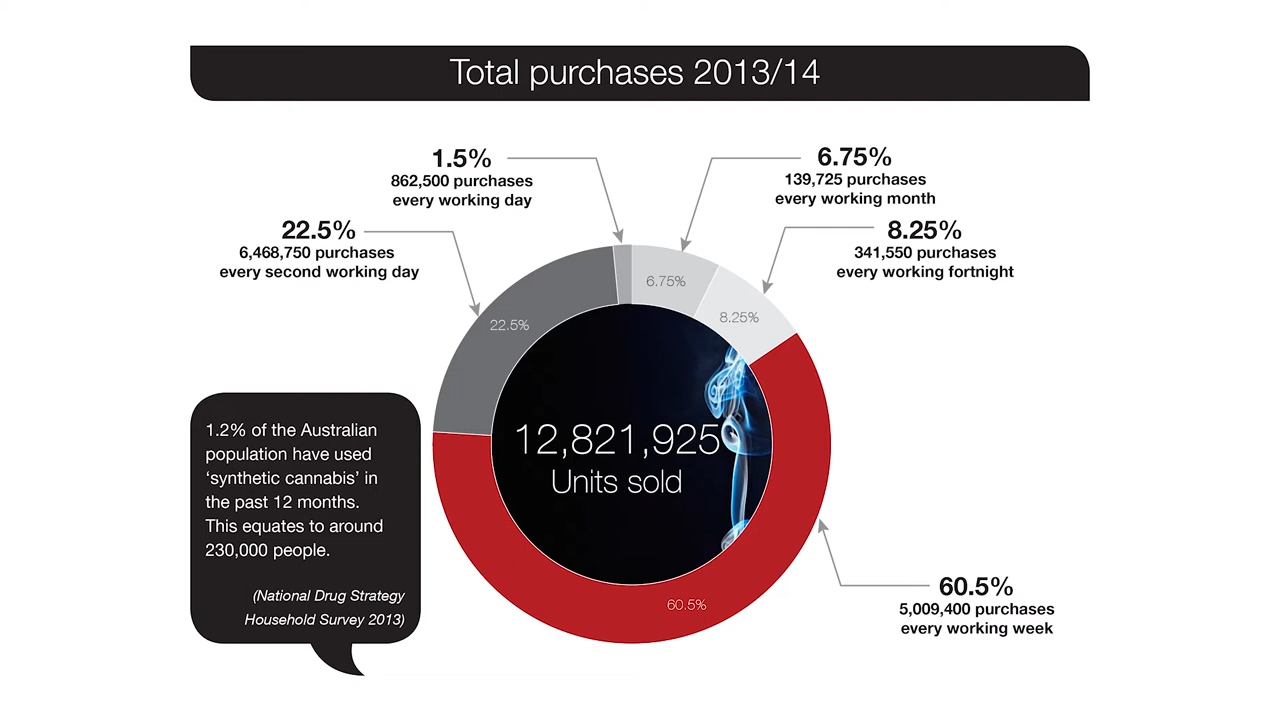 Total purchases 2013/14
1.5%
862,500 purchases
every working day
6.75%
139,725 purchases
every working month
22.5%
6,468,750 purchases
every second working day
8.25%
341,550 purchases
every working fortnight
6.75%
8.25%
22.5%
12,821,925
Units sold
1.2% of the Australian
population have used
‘synthetic cannabis’ in
the past 12 months.
This equates to around
230,000 people.
(National Drug Strategy
Household Survey 2013)
60.5%
60.5%
5,009,400 purchases
every working week